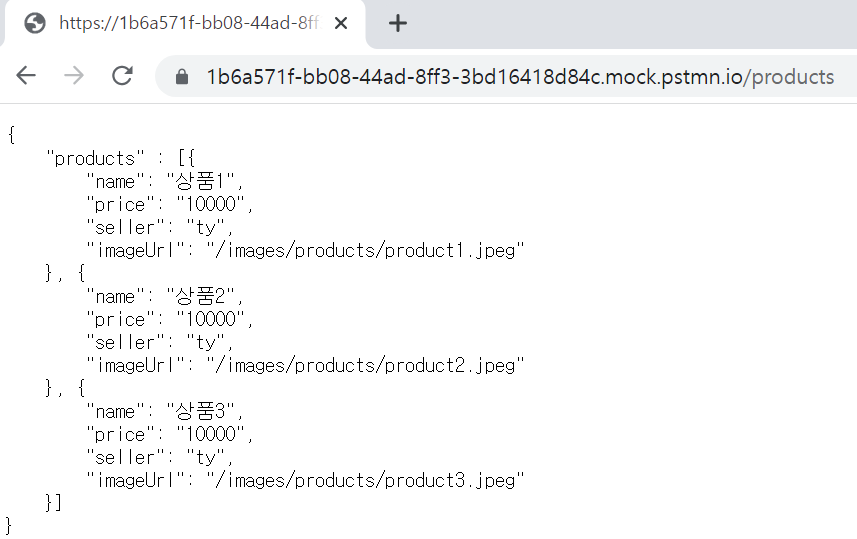 https://1b6a571f-bb08-44ad-8ff
1b6a571f-bb08-44ad-8ff3-3bd16418d84c.mock.pstmn.io/products
{
    "products" : [{
        "name": "상품1",
        "price": "10000",
        "seller": "ty",
        "imageUrl": "/images/products/product1.jpeg"
    }, {
        "name": "상품2",
        "price": "10000",
        "seller": "ty",
        "imageUrl": "/images/products/product2.jpeg"
    }, {
        "name": "상품3",
        "price": "10000",
        "seller": "ty",
        "imageUrl": "/images/products/product3.jpeg"
    }]
}